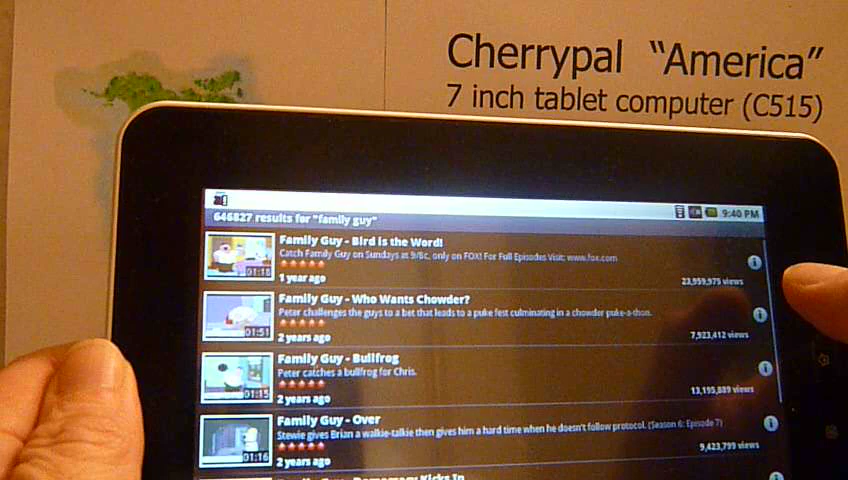 Cherrypal "America"
7 inch tablet computer (C515)
9:40 PM
646827 results for "family guy"
Family Guy - Bird is the Word!
Catch Family Guy on Sundays at 9/8c, only on FOX! For Full Episodes Visit: www.fox.com
01:18
1 year ago
23,959,975 views
Family Guy - Who Wants Chowder?
Peter challenges the guys to a bet that leads to a puke fest culminating in a chowder puke-a-thon.
01:51
2 years ago
7,923,412 views
Family Guy - Bullfrog
Peter catches a bullfrog for Chris.
01:15
2 years ago
13,195,889 views
Family Guy - Over
Stewie gives Brian a walkie-talkie then gives him a hard time when he doesn't follow protocol. (Season 6: Episode 7)
01:16
2 years ago
9,423,799 views
Family Guy - Democracy Kicks In